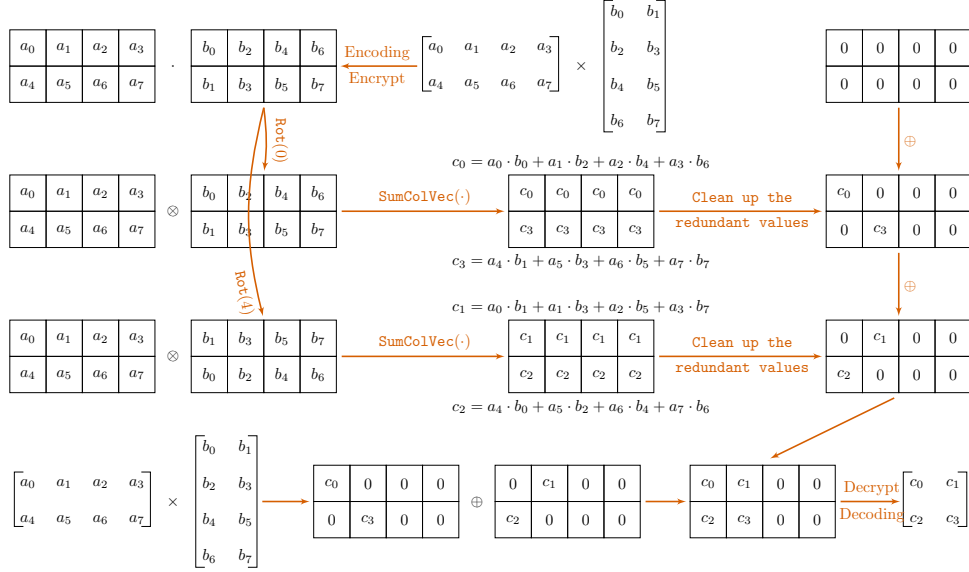 a₀ a₁ a₂ a₃
a₄ a₅ a₆ a₇
·
b₀ b₂ b₄ b₆
b₁ b₃ b₅ b₇
Encoding
Encrypt
a₀ a₁ a₂ a₃
a₄ a₅ a₆ a₇
×
b₀ b₁
b₂ b₃
b₄ b₅
b₆ b₇
0 0 0 0
0 0 0 0
Rot(0)
⊕
c₀ = a₀ · b₀ + a₁ · b₂ + a₂ · b₄ + a₃ · b₆
a₀ a₁ a₂ a₃
a₄ a₅ a₆ a₇
⊗
b₀ b₂ b₄ b₆
b₁ b₃ b₅ b₇
SumColVec(·)
c₀ c₀ c₀ c₀
c₃ c₃ c₃ c₃
Clean up the
redundant values
c₀ 0 0 0
0 c₃ 0 0
c₃ = a₄ · b₁ + a₅ · b₃ + a₆ · b₅ + a₇ · b₇
Rot(4)
⊕
c₁ = a₀ · b₁ + a₁ · b₃ + a₂ · b₅ + a₃ · b₇
a₀ a₁ a₂ a₃
a₄ a₅ a₆ a₇
⊗
b₁ b₃ b₅ b₇
b₀ b₂ b₄ b₆
SumColVec(·)
c₁ c₁ c₁ c₁
c₂ c₂ c₂ c₂
Clean up the
redundant values
0 c₁ 0 0
c₂ 0 0 0
c₂ = a₄ · b₀ + a₅ · b₂ + a₆ · b₄ + a₇ · b₆
a₀ a₁ a₂ a₃
a₄ a₅ a₆ a₇
×
b₀ b₁
b₂ b₃
b₄ b₅
b₆ b₇
c₀ 0 0 0
0 c₃ 0 0
⊕
0 c₁ 0 0
c₂ 0 0 0
c₀ c₁ 0 0
c₂ c₃ 0 0
Decrypt
Decoding
c₀ c₁
c₂ c₃